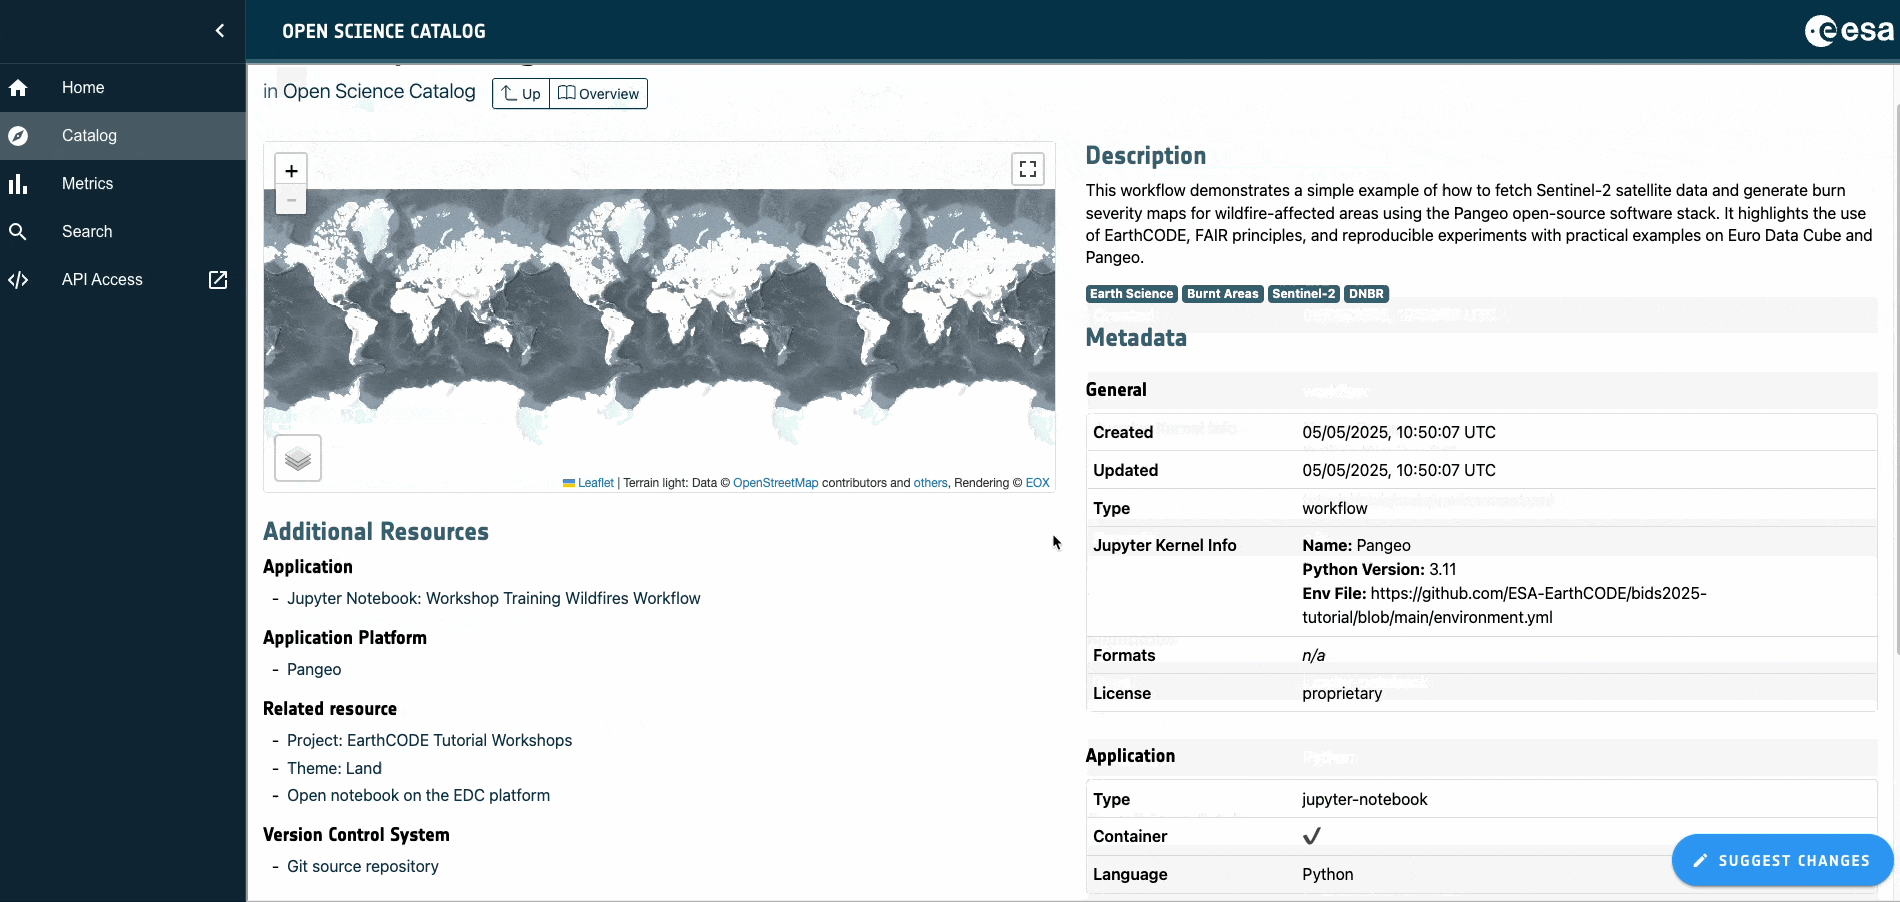 OPEN SCIENCE CATALOG
esa
Home
Catalog
Metrics
Search
API Access
in Open Science Catalog
Up
Overview
+
−
Leaflet | Terrain light: Data © OpenStreetMap contributors and others, Rendering © EOX
Additional Resources
Application
- Jupyter Notebook: Workshop Training Wildfires Workflow
Application Platform
- Pangeo
Related resource
- Project: EarthCODE Tutorial Workshops
- Theme: Land
- Open notebook on the EDC platform
Version Control System
- Git source repository
Description
This workflow demonstrates a simple example of how to fetch Sentinel-2 satellite data and generate burn
severity maps for wildfire-affected areas using the Pangeo open-source software stack. It highlights the use
of EarthCODE, FAIR principles, and reproducible experiments with practical examples on Euro Data Cube and
Pangeo.
Earth Science Burnt Areas Sentinel-2 DNBR
Metadata
General
Created 05/05/2025, 10:50:07 UTC
Updated 05/05/2025, 10:50:07 UTC
Type workflow
Jupyter Kernel Info Name: Pangeo
Python Version: 3.11
Env File: https://github.com/ESA-EarthCODE/bids2025-
tutorial/blob/main/environment.yml
Formats n/a
License proprietary
Application
Type jupyter-notebook
Container ✓
Language Python
SUGGEST CHANGES